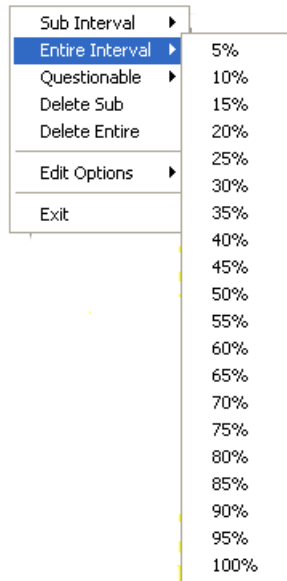 Sub Interval
Entire Interval
Questionable
Delete Sub
Delete Entire
Edit Options
Exit
5%
10%
15%
20%
25%
30%
35%
40%
45%
50%
55%
60%
65%
70%
75%
80%
85%
90%
95%
100%